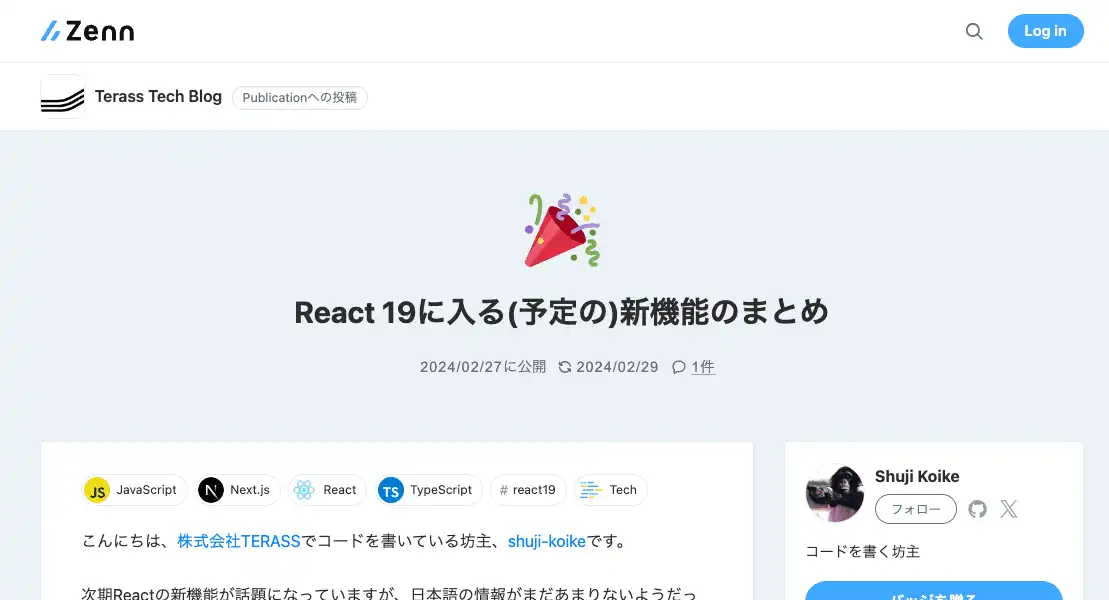 Zenn
Log in
Terass Tech Blog Publicationへの投稿
React 19に入る(予定の)新機能のまとめ
2024/02/27に公開 2024/02/29 1件
JS JavaScript N Next.js React TS TypeScript # react19 Tech
こんにちは、株式会社TERASSでコードを書いている坊主、shuji-koikeです。
次期Reactの新機能が話題になっていますが、日本語の情報がまだあまりないようだっ
Shuji Koike
フォロー
コードを書く坊主
バッジを贈る